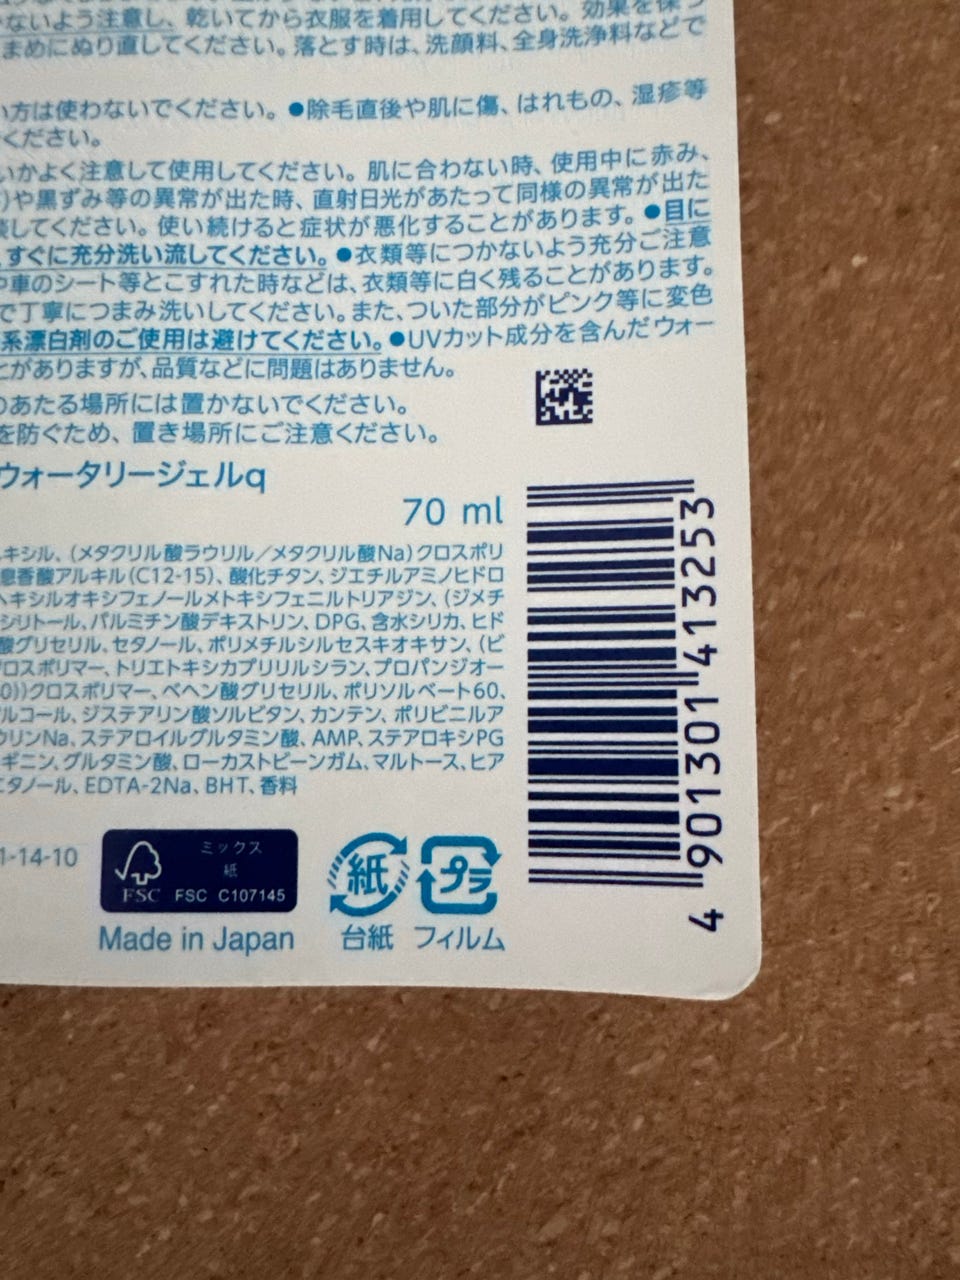 ないよう注意し、乾いてから衣服を着用してください。効果を保つ
まめにぬり直してください。落とす時は、洗顔料、全身洗浄料などで
い方は使わないでください。●除毛直後や肌に傷、はれもの、湿疹等
ください。
いかよく注意して使用してください。肌に合わない時、使用中に赤み、
や黒ずみ等の異常が出た時、直射日光があたって同様の異常が出た
してください。使い続けると症状が悪化することがあります。●目に
すぐに充分洗い流してください。●衣類等につかないよう充分ご注意
車のシート等とこすれた時などは、衣類等に白く残ることがあります。
で丁寧につまみ洗いしてください。また、ついた部分がピンク等に変色
系漂白剤のご使用は避けてください。●UVカット成分を含んだウォー
とがありますが、品質などに問題はありません。
のあたる場所には置かないでください。
を防ぐため、置き場所にご注意ください。
ウォータリージェルq
70 ml
キシル、(メタクリル酸ラウリル/メタクリル酸Na)クロスポリ
息香酸アルキル(C12-15)、酸化チタン、ジエチルアミノヒドロ
ヘキシルオキシフェノールメトキシフェニルトリアジン、(ジメチ
シリトール、パルミチン酸デキストリン、DPG、含水シリカ、ヒド
酸グリセリル、セタノール、ポリメチルシルセスキオキサン、(ビ
クロスポリマー、トリエトキシカプリリルシラン、プロパンジオー
0))クロスポリマー、ベヘン酸グリセリル、ポリソルベート60、
ルコール、ジステアリン酸ソルビタン、カンテン、ポリビニルア
ウリンNa、ステアロイルグルタミン酸、AMP、ステアロキシPG
ギニン、グルタミン酸、ローカストビーンガム、マルトース、ヒア
エタノール、EDTA-2Na、BHT、香料
1-14-10
FSC
ミックス
紙
FSC C107145
Made in Japan
紙
台紙
プラ
フィルム
4 901301 413253